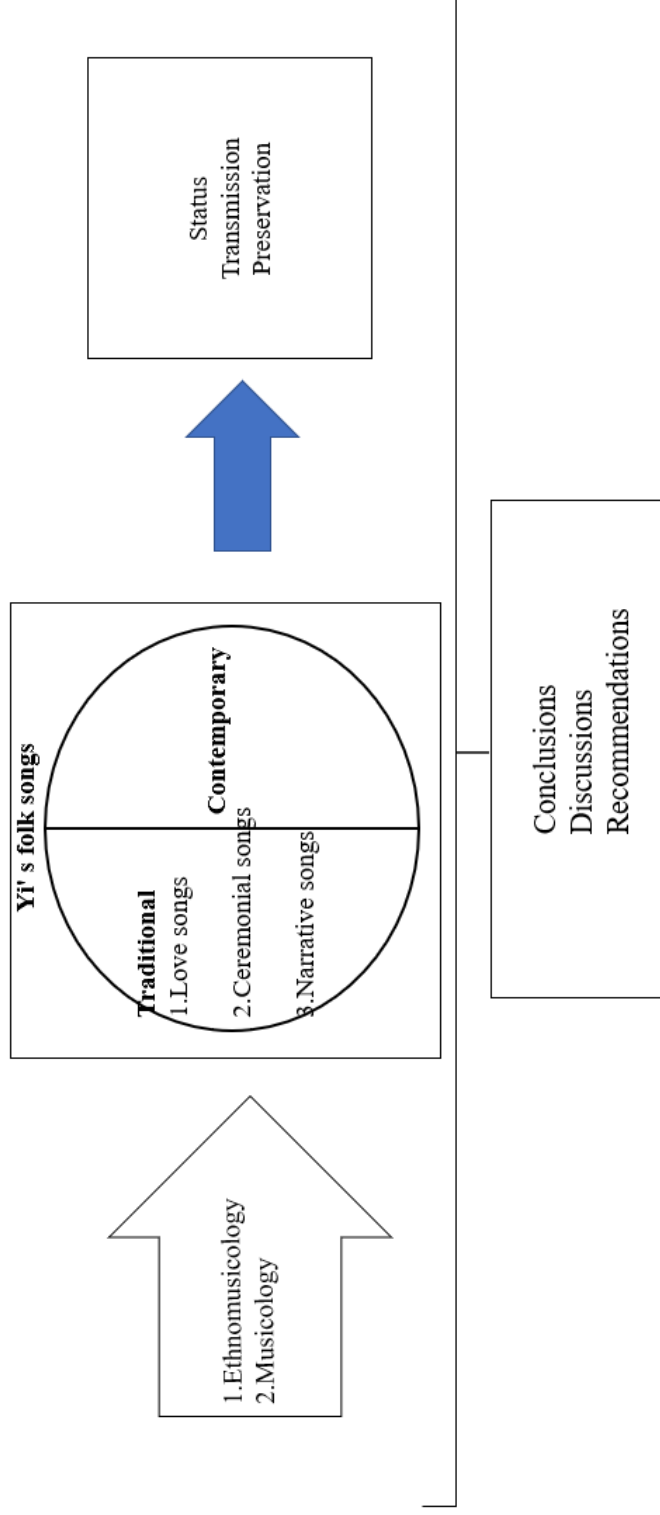 1.Ethnomusicology
2.Musicology
Yi' s folk songs
Traditional
1.Love songs
2.Ceremonial songs
3.Narrative songs
Contemporary
Status
Transmission
Preservation
Conclusions
Discussions
Recommendations